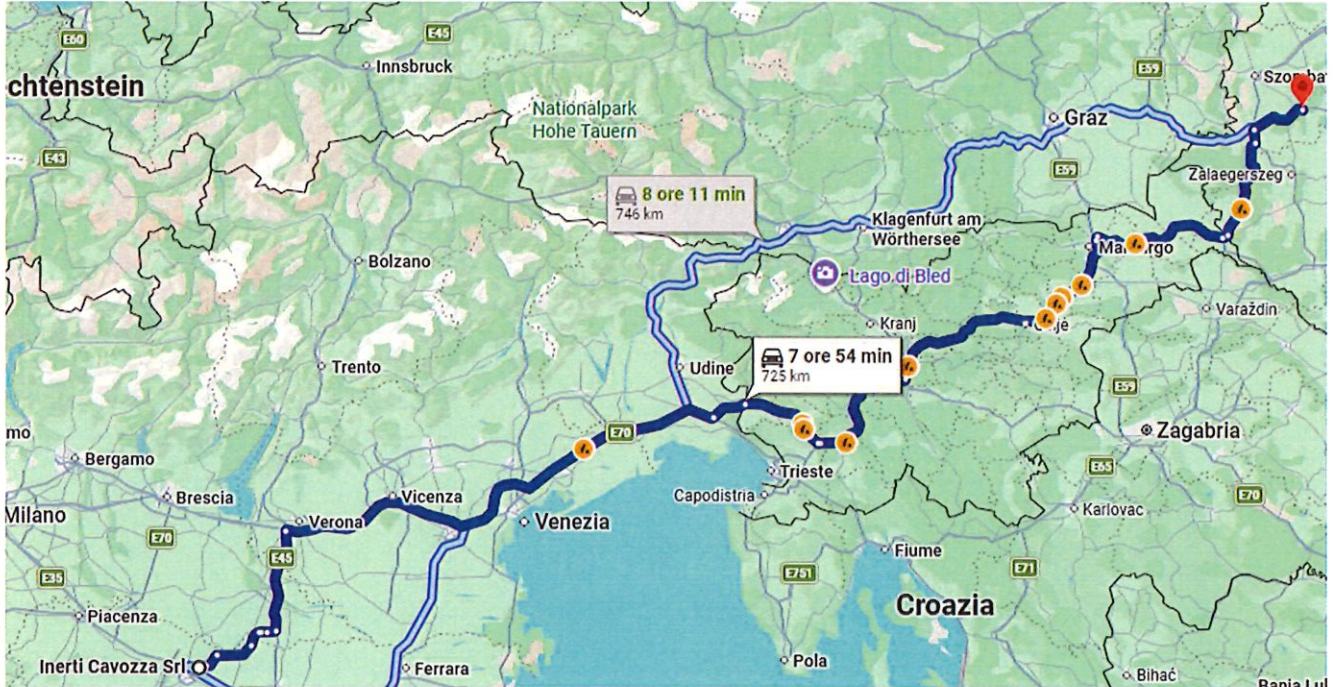 E60
E45
Innsbruck
chtenstein
Nationalpark
Hohe Tauern
E59
Graz
E43
E59
Zalaegerszeg
8 ore 11 min
746 km
Klagenfurt am
Wörthersee
Bolzano
Lago di Bled
Kranj
Varaždin
Trento
Udine
7 ore 54 min
725 km
E59
E70
Zagabria
mo
Bergamo
Trieste
E65
Brescia
Vicenza
Capodistria
E70
Milano
Verona
Venezia
Karlovac
E70
E45
Fiume
E35
E751
E71
Croazia
Piacenza
Inerti Cavozza Srl
Ferrara
Pola
Bihać